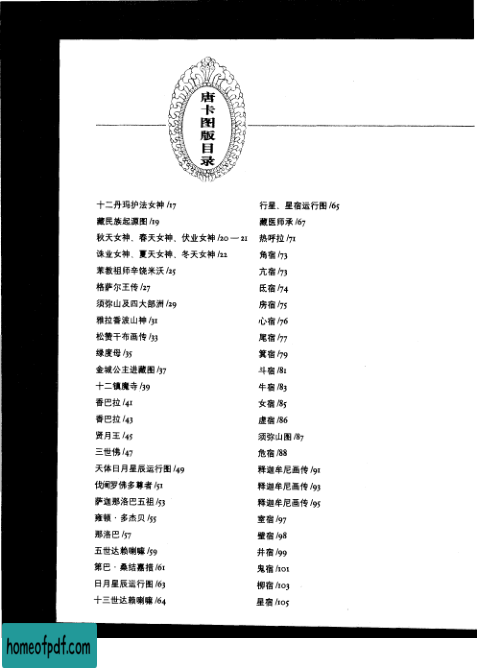 唐卡图版目录
十二丹玛护法女神 /17
藏民族起源图 /19
秋天女神、春天女神、伏业女神 /20—21
诛业女神、夏天女神、冬天女神 /22
苯教祖师辛饶米沃 /25
格萨尔王传 /27
须弥山及四大部洲 /29
雅拉香波山神 /31
松赞干布画传 /33
绿度母 /35
金城公主进藏图 /37
十二镇魔寺 /39
香巴拉 /41
香巴拉 /43
贤月王 /45
三世佛 /47
天体日月星辰运行图 /49
伐阇罗佛多尊者 /51
萨迦那洛巴五祖 /53
雍顿·多杰贝 /55
那洛巴 /57
五世达赖喇嘛 /59
第巴·桑结嘉措 /61
日月星辰运行图 /63
十三世达赖喇嘛 /64
行星、星宿运行图 /65
藏医师承 /67
热呼拉 /71
角宿 /73
亢宿 /73
氐宿 /74
房宿 /75
心宿 /76
尾宿 /77
箕宿 /79
斗宿 /81
牛宿 /83
女宿 /85
虚宿 /86
须弥山图 /87
危宿 /88
释迦牟尼画传 /91
释迦牟尼画传 /93
释迦牟尼画传 /95
室宿 /97
壁宿 /98
井宿 /99
鬼宿 /101
柳宿 /103
星宿 /105
homeofpdf.com